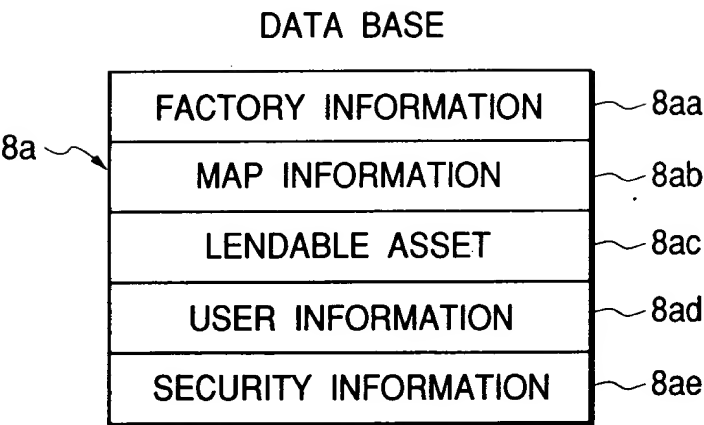 DATA BASE
FACTORY INFORMATION 8aa
8a
MAP INFORMATION 8ab
LENDABLE ASSET 8ac
USER INFORMATION 8ad
SECURITY INFORMATION 8ae